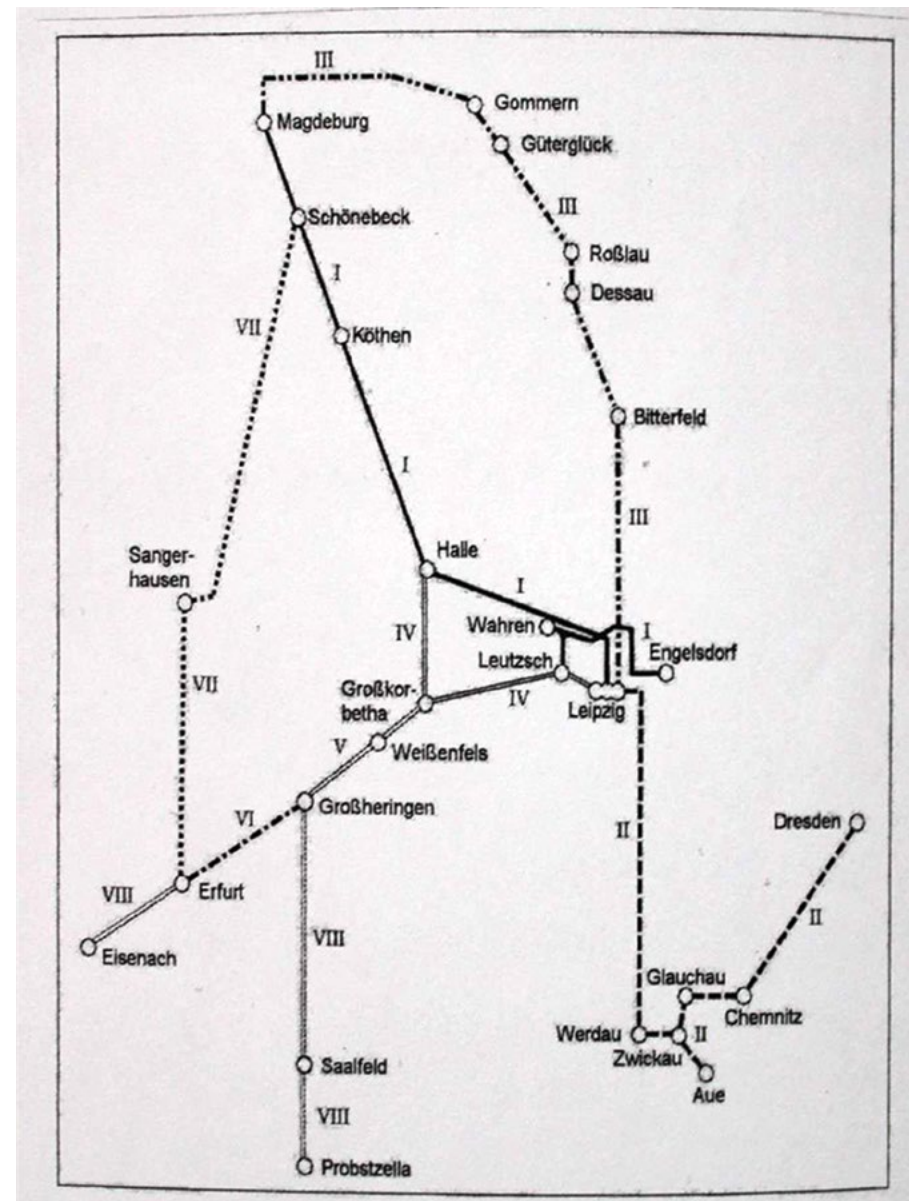 III
Gommern
Magdeburg
Güterglück
III
Schönebeck
Roßlau
I
Dessau
VII
Köthen
Bitterfeld
I
III
Halle
Sanger-
hausen
I
Wahren
I
IV
Engelsdorf
Leutzsch
VII
Großkor-
betha
IV
Leipzig
V
Weißenfels
Großheringen
VI
II
Dresden
VIII
Erfurt
II
VIII
Eisenach
Glauchau
Chemnitz
Werdau
II
Zwickau
Saalfeld
Aue
VIII
Probstzella